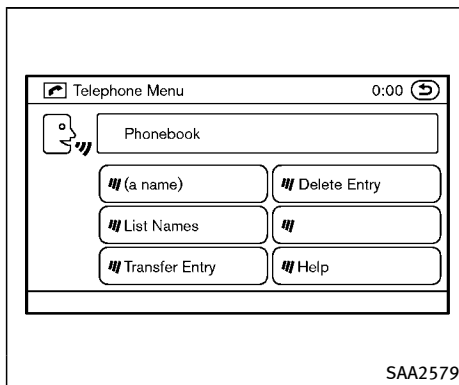 Telephone Menu 0:00
Phonebook
(a name) Delete Entry
List Names
Transfer Entry Help
SAA2579